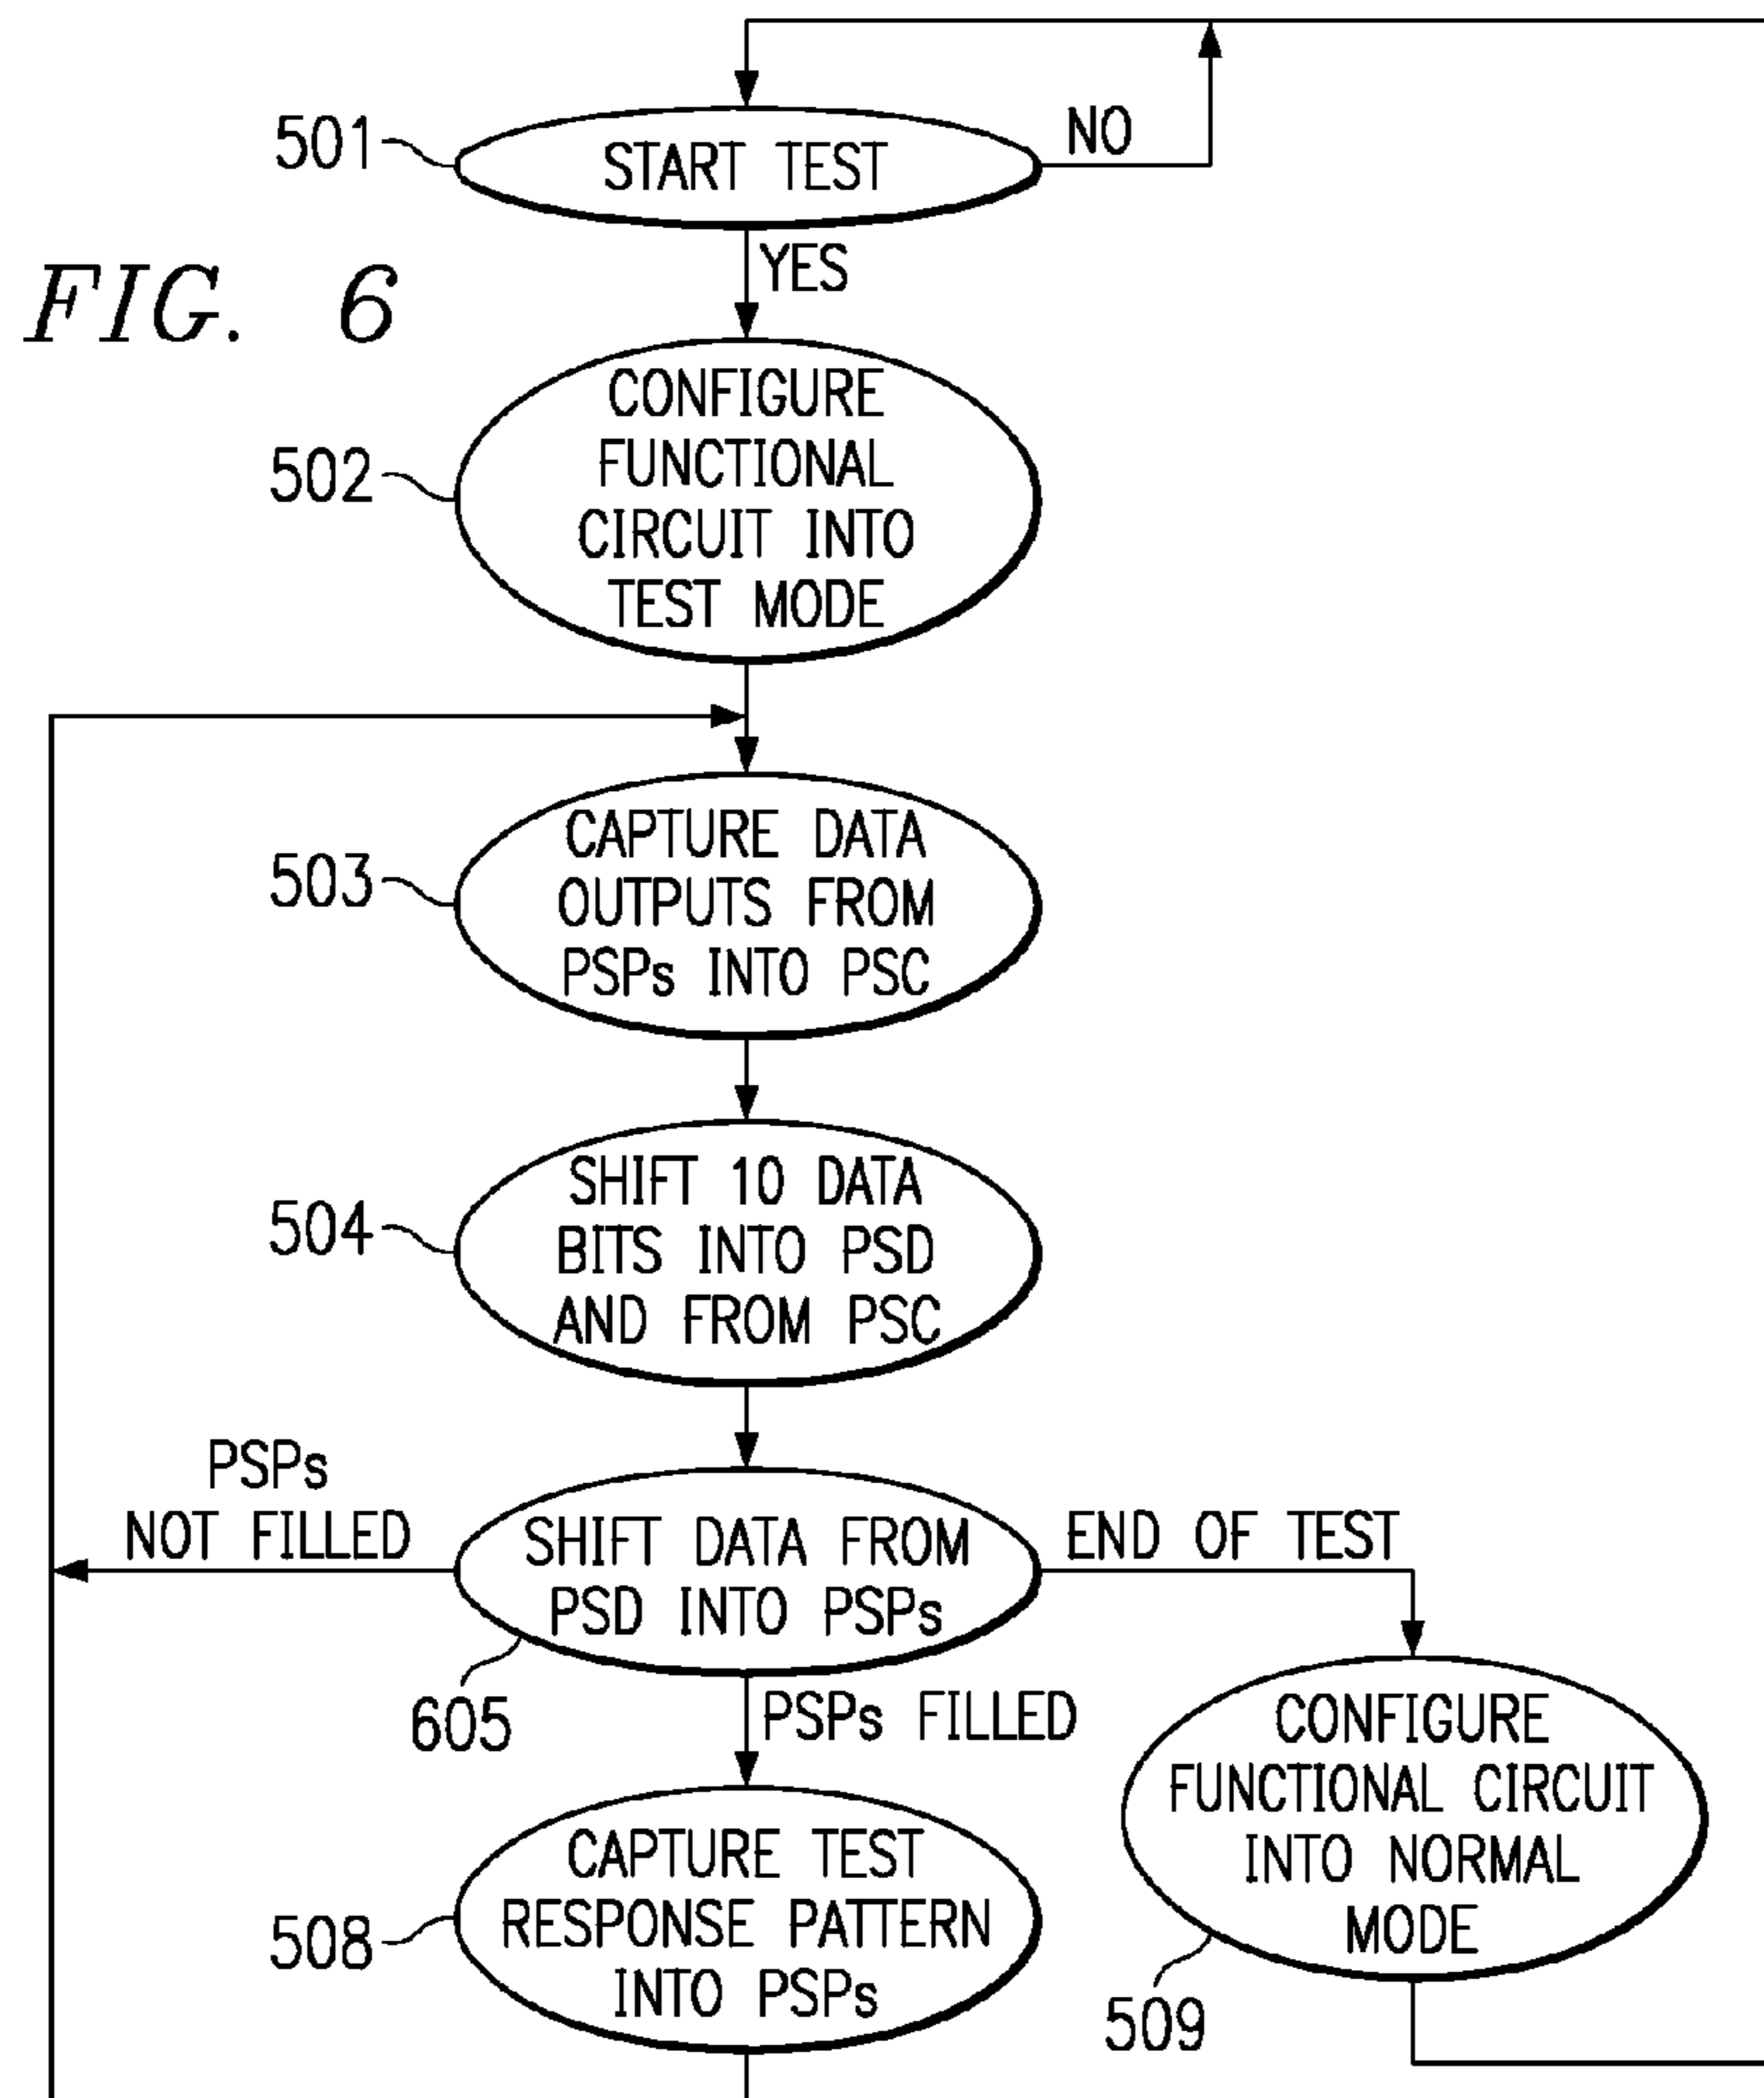 501
START TEST
NO
YES
FIG. 6
502
CONFIGURE
FUNCTIONAL
CIRCUIT INTO
TEST MODE
503
CAPTURE DATA
OUTPUTS FROM
PSPs INTO PSC
504
SHIFT 10 DATA
BITS INTO PSD
AND FROM PSC
PSPs
NOT FILLED
SHIFT DATA FROM
PSD INTO PSPs
END OF TEST
605
PSPs FILLED
508
CAPTURE TEST
RESPONSE PATTERN
INTO PSPs
CONFIGURE
FUNCTIONAL CIRCUIT
INTO NORMAL
MODE
509